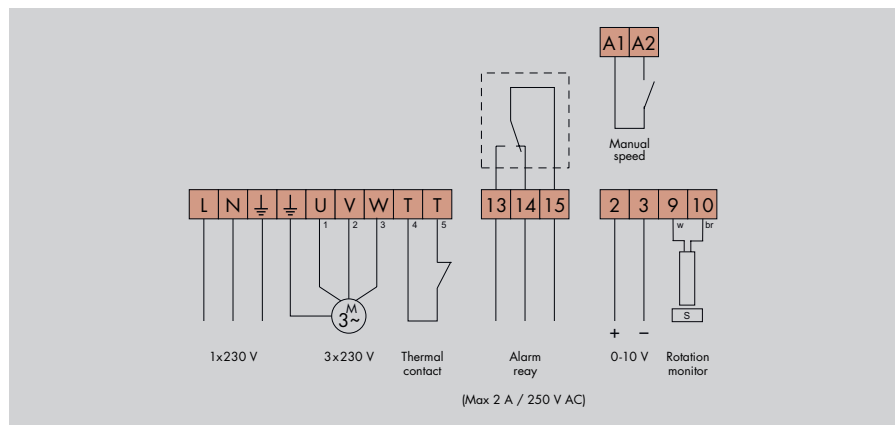 A1 A2
Manual
speed
L N U V W T T
1 2 3 4 5
13 14 15
2 3 9 10
w br
M
3~
S
+ −
1x230 V
3x230 V
Thermal
contact
Alarm
reay
0-10 V
Rotation
monitor
(Max 2 A / 250 V AC)